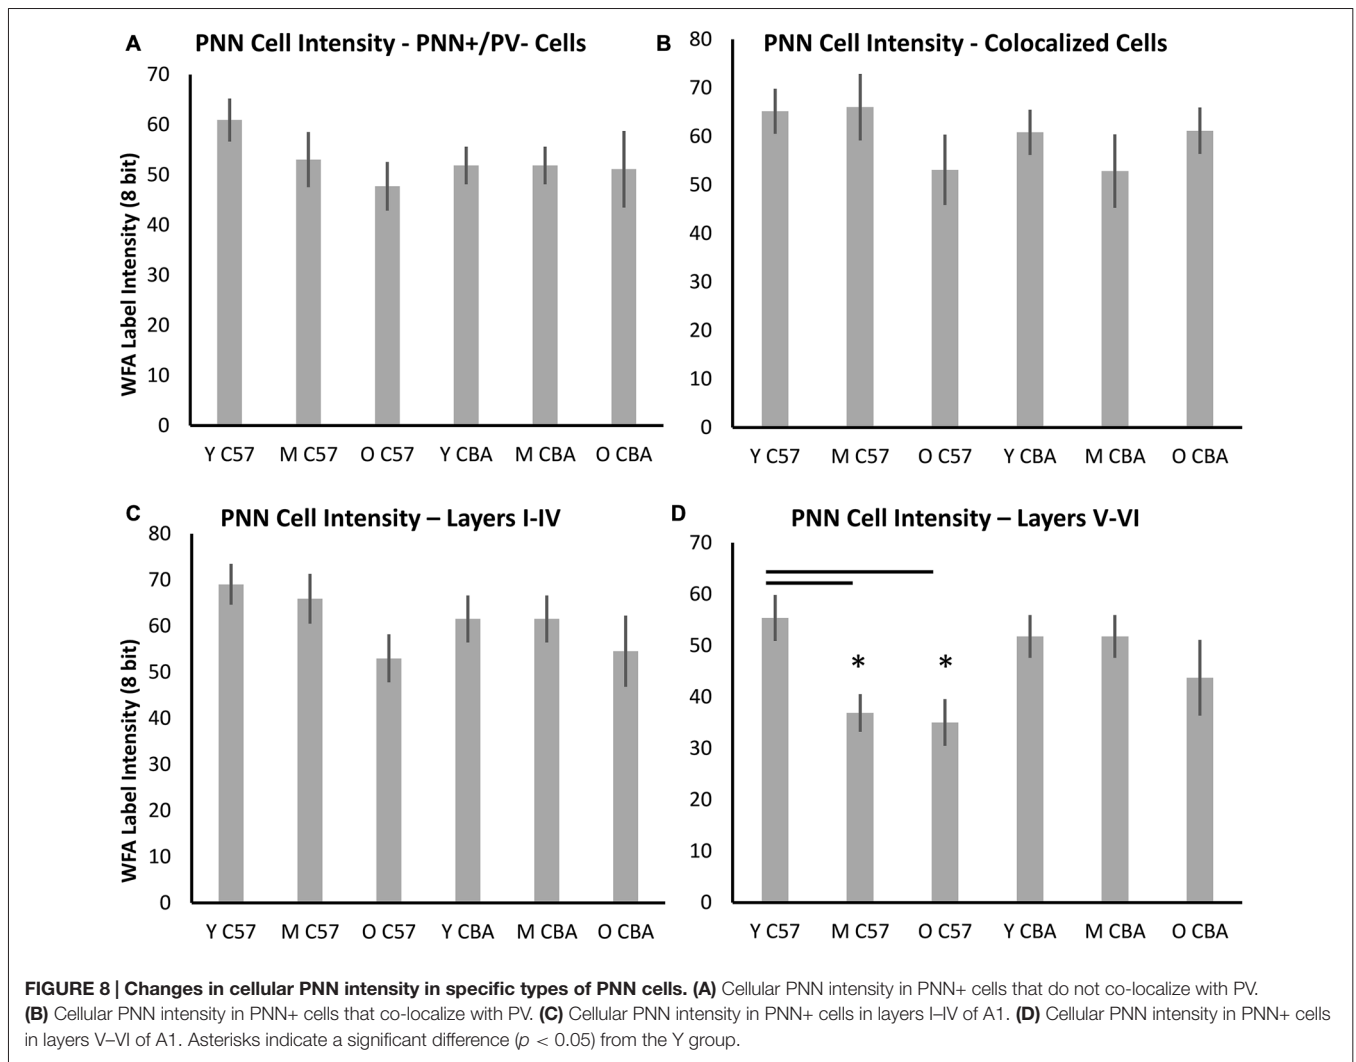 A PNN Cell Intensity - PNN+/PV- Cells
WFA Label Intensity (8 bit)
70
60
50
40
30
20
10
0
Y C57 M C57 O C57 Y CBA M CBA O CBA
B PNN Cell Intensity - Colocalized Cells
80
70
60
50
40
30
20
10
0
Y C57 M C57 O C57 Y CBA M CBA O CBA
C PNN Cell Intensity – Layers I-IV
WFA Label Intensity (8 bit)
80
70
60
50
40
30
20
10
0
Y C57 M C57 O C57 Y CBA M CBA O CBA
D PNN Cell Intensity – Layers V-VI
70
60
50
40
30
20
10
0
* *
Y C57 M C57 O C57 Y CBA M CBA O CBA
FIGURE 8 | Changes in cellular PNN intensity in specific types of PNN cells. (A) Cellular PNN intensity in PNN+ cells that do not co-localize with PV.
(B) Cellular PNN intensity in PNN+ cells that co-localize with PV. (C) Cellular PNN intensity in PNN+ cells in layers I–IV of A1. (D) Cellular PNN intensity in PNN+ cells
in layers V–VI of A1. Asterisks indicate a significant difference (p < 0.05) from the Y group.